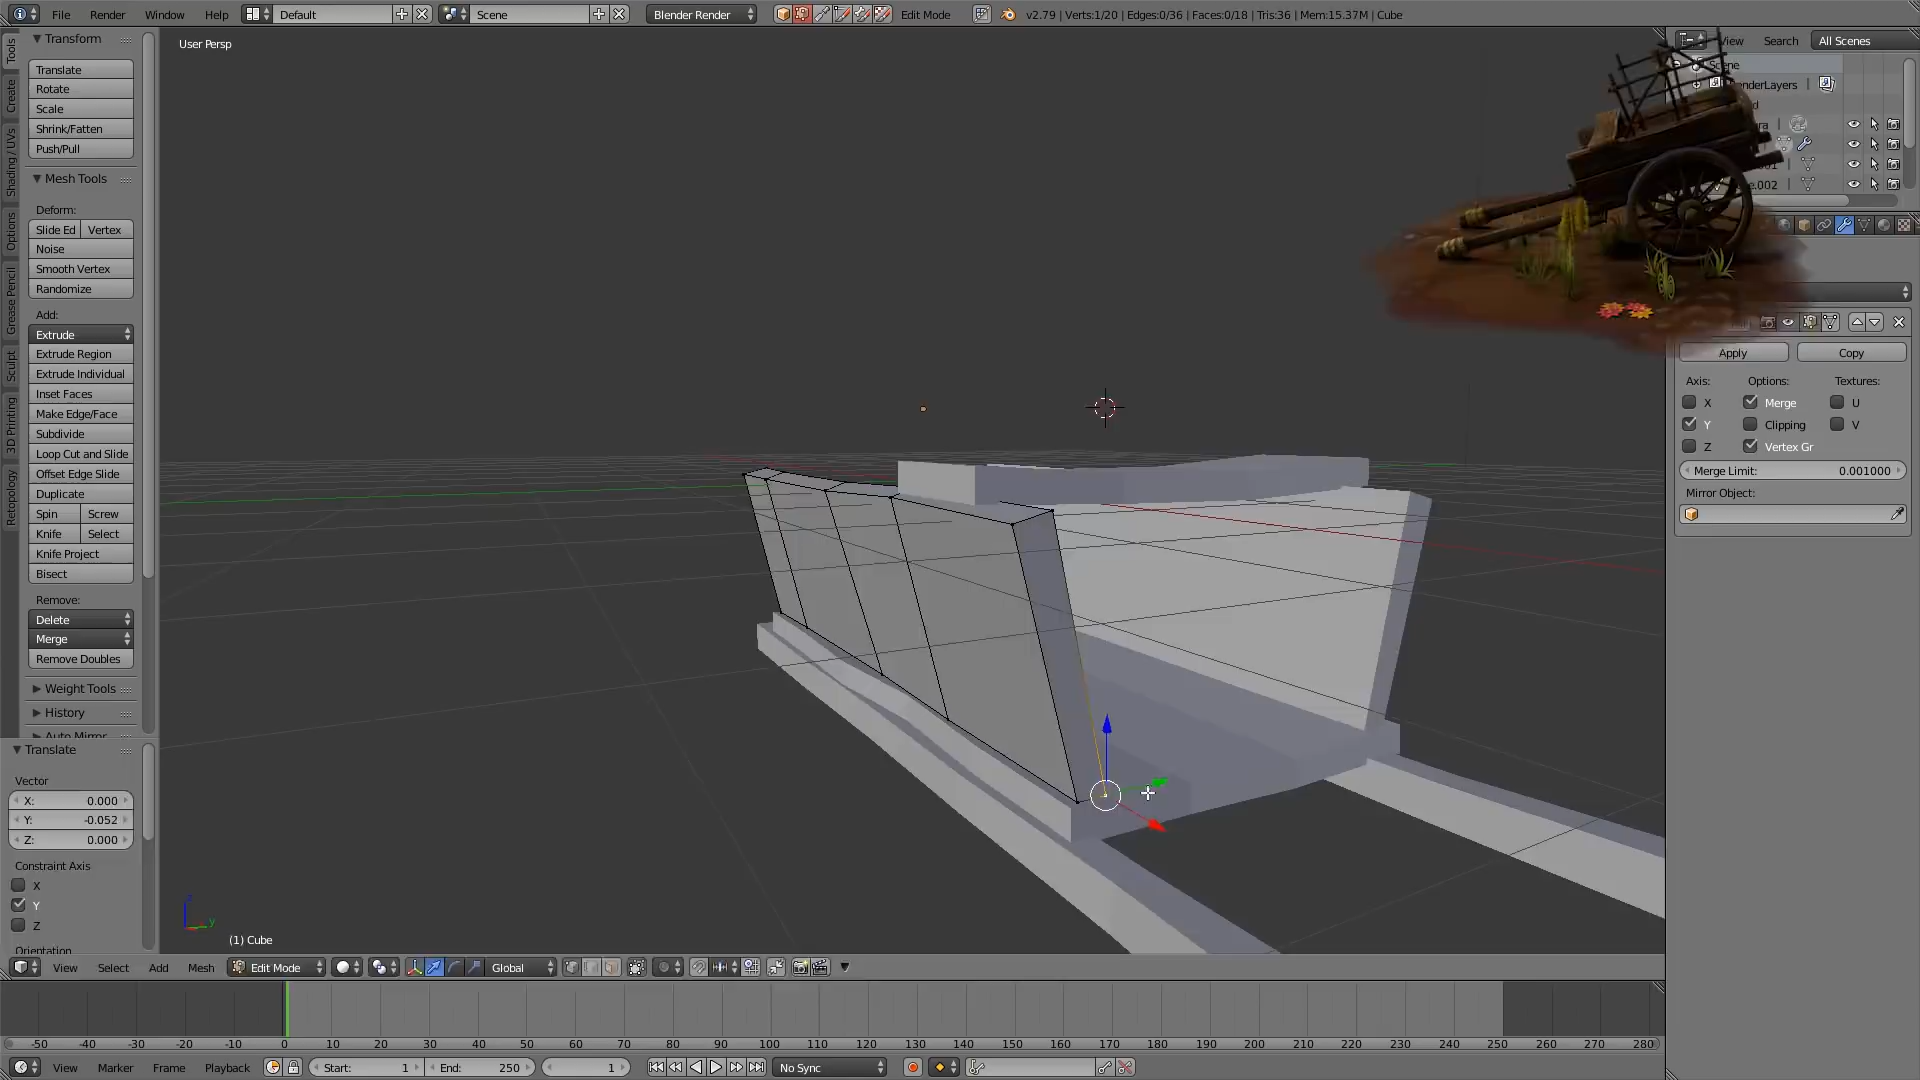 File Render Window Help Default Scene Blender Render Edit Mode v2.79 | Verts:1/20 | Edges:0/36 | Faces:0/18 | Tris:36 | Mem:15.37M | Cube
View Search All Scenes
Scene
enderLayers
Transform
User Persp
Translate
Rotate
Scale
Shrink/Fatten
Push/Pull
Mesh Tools
Deform:
Slide Ed Vertex
Noise
Smooth Vertex
Randomize
Add:
Extrude
Extrude Region
Extrude Individual
Inset Faces
Make Edge/Face
Subdivide
Loop Cut and Slide
Offset Edge Slide
Duplicate
Spin Screw
Knife Select
Knife Project
Bisect
Remove:
Delete
Merge
Remove Doubles
Weight Tools
History
Auto Mirror
Tools
Create
Shading / UVs
Options
Grease Pencil
Sculpt
3D Printing
Retopology
Translate
Vector
X: 0.000
Y: -0.052
Z: 0.000
Constraint Axis
X
Y
Z
Orientation
e.002
Apply Copy
Axis: Options: Textures:
X Merge U
Y Clipping V
Z Vertex Gr
Merge Limit: 0.001000
Mirror Object:
z
y
(1) Cube
View Select Add Mesh Edit Mode Global
-50 -40 -30 -20 -10 0 10 20 30 40 50 60 70 80 90 100 110 120 130 140 150 160 170 180 190 200 210 220 230 240 250 260 270 280
View Marker Frame Playback Start: 1 End: 250 1 No Sync